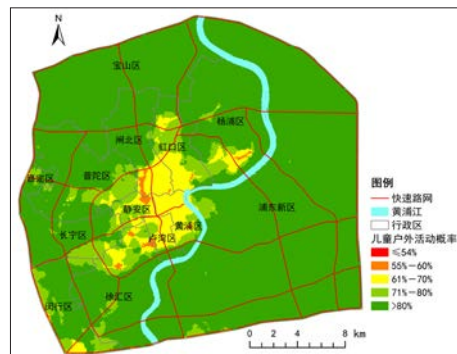 N
宝山区
杨浦区
闸北区
虹口区
普陀区
静安区
浦东新区
黄浦区
长宁区
卢湾区
徐汇区
闵行区
图例
快速路网
黄浦江
行政区
儿童户外活动概率
≤54%
55%—60%
61%—70%
71%—80%
>80%
0 2 4 8 km